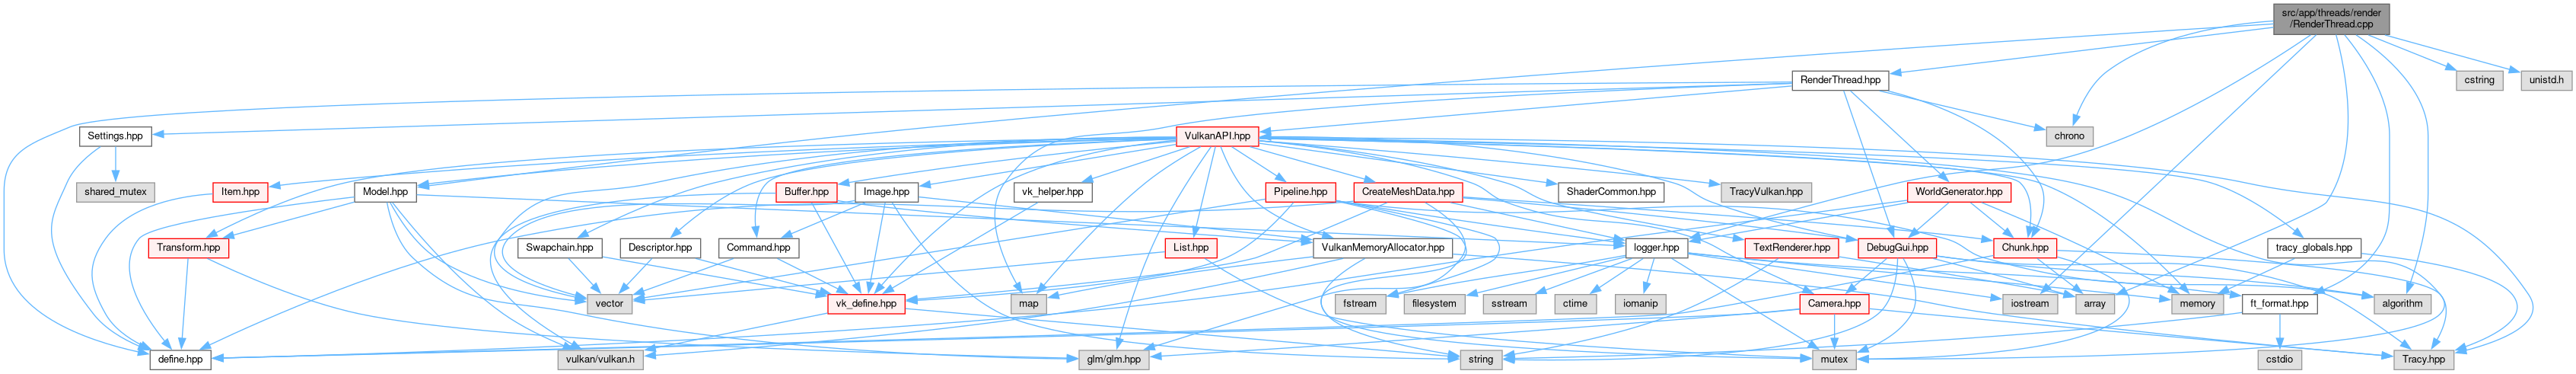 src/app/threads/render
/RenderThread.cpp
RenderThread.hpp
cstring
unistd.h
Settings.hpp
VulkanAPI.hpp
chrono
shared_mutex
Item.hpp
Model.hpp
Buffer.hpp
Image.hpp
vk_helper.hpp
Pipeline.hpp
CreateMeshData.hpp
ShaderCommon.hpp
TracyVulkan.hpp
WorldGenerator.hpp
Transform.hpp
Swapchain.hpp
Descriptor.hpp
Command.hpp
VulkanMemoryAllocator.hpp
List.hpp
logger.hpp
TextRenderer.hpp
DebugGui.hpp
Chunk.hpp
tracy_globals.hpp
vector
vk_define.hpp
map
fstream
filesystem
sstream
ctime
iomanip
Camera.hpp
iostream
array
memory
ft_format.hpp
algorithm
define.hpp
vulkan/vulkan.h
glm/glm.hpp
string
mutex
cstdio
Tracy.hpp